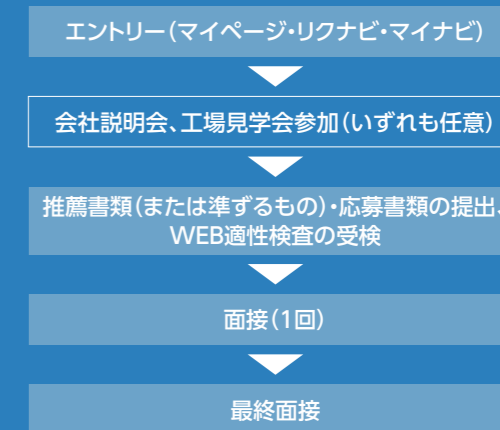 エントリー（マイページ・リクナビ・マイナビ）
会社説明会、工場見学会参加（いずれも任意）
推薦書類（または準ずるもの）・応募書類の提出、
WEB適性検査の受検
面接（1回）
最終面接